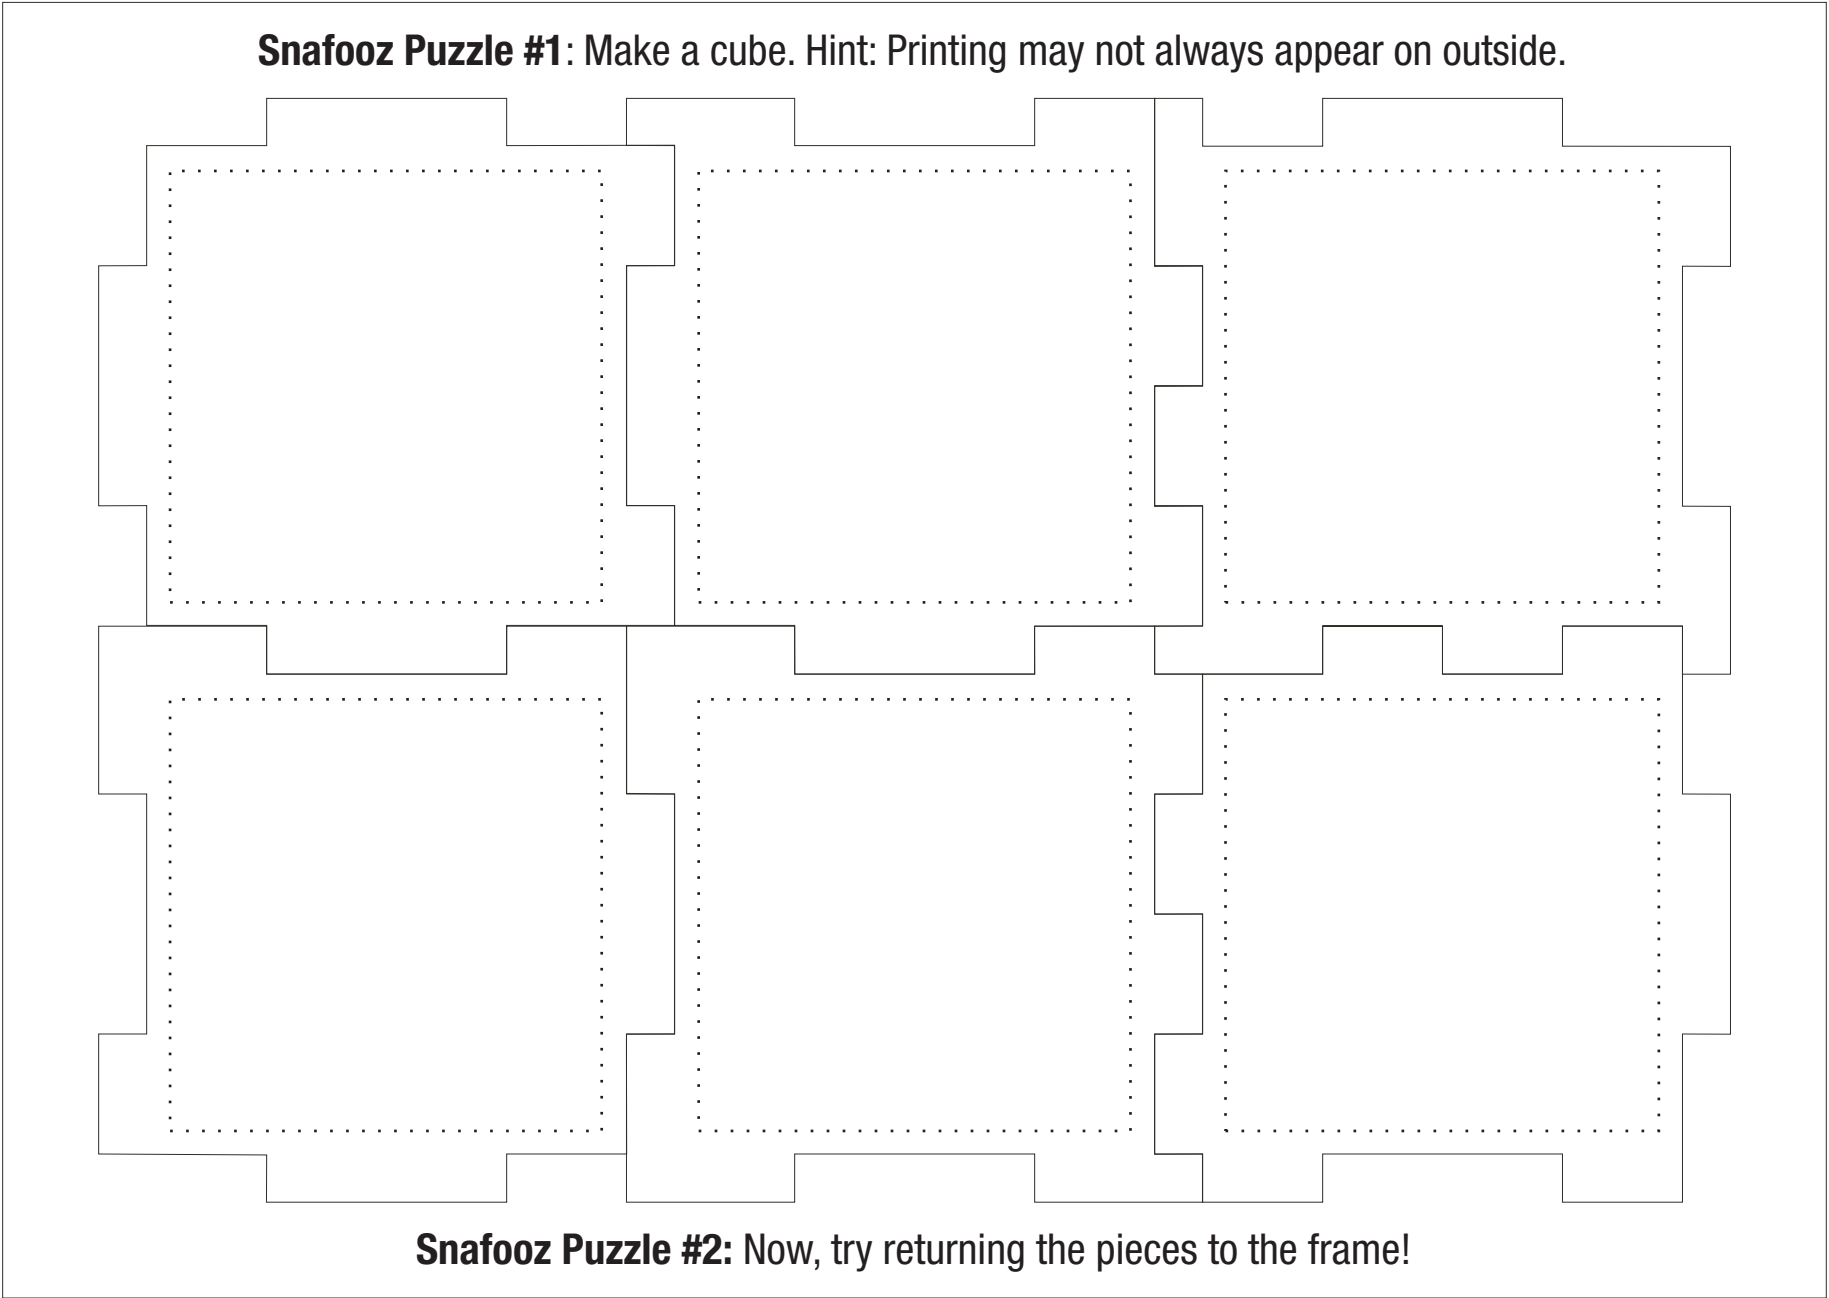 Snafooz Puzzle #1: Make a cube. Hint: Printing may not always appear on outside.
Snafooz Puzzle #2: Now, try returning the pieces to the frame!